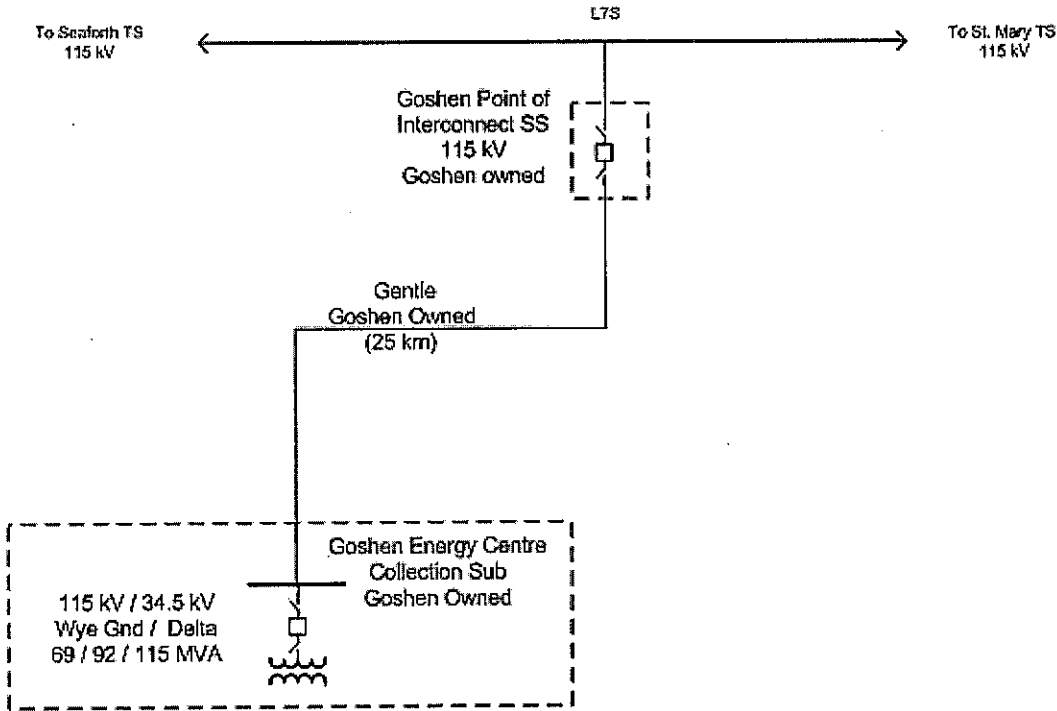 L7S
To Seaforth TS
115 kV
To St. Mary TS
115 kV
Goshen Point of
Interconnect SS
115 kV
Goshen owned
Gentie
Goshen Owned
(25 km)
Goshen Energy Centre
Collection Sub
Goshen Owned
115 kV / 34.5 kV
Wye Gnd / Delta
69 / 92 / 115 MVA